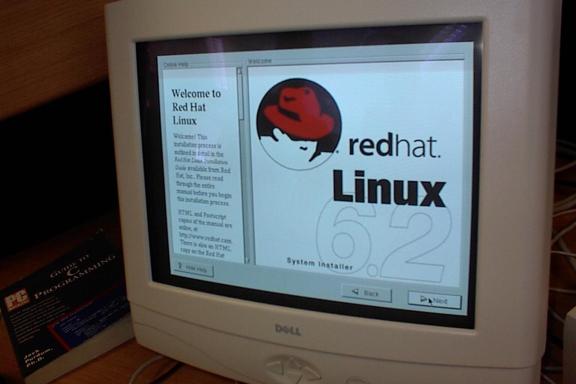 Online Help
Welcome
Welcome to
Red Hat
Linux
Welcome! This
installation process is
outlined in detail in the
Red Hat Linux Installation
Guide available from Red
Hat, Inc.. Please read
through the entire
manual before you begin
this installation process.
HTML and Postscript
copies of the manual are
online, at
http://www.redhat.com.
There is also an HTML
copy on the Red Hat
redhat.
Linux
6.2
System Installer
Hide Help
Back
Next
DELL
PC
GUIDE TO
C
PROGRAMMING
Jack
Purdum,
Ph.D.